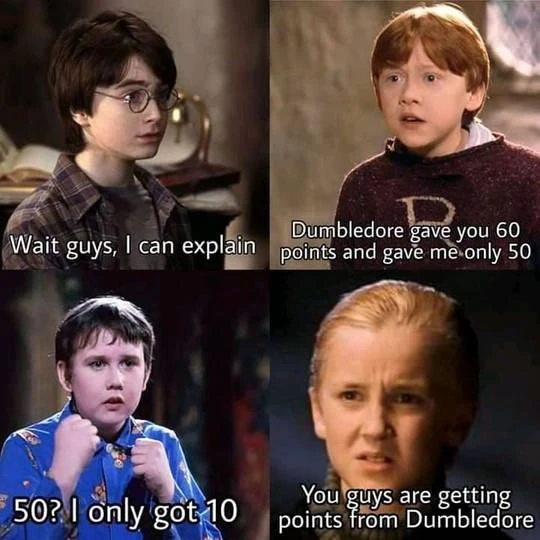 Wait guys, I can explain
Dumbledore gave you 60
points and gave me only 50
50? I only got 10
You guys are getting
points from Dumbledore
R